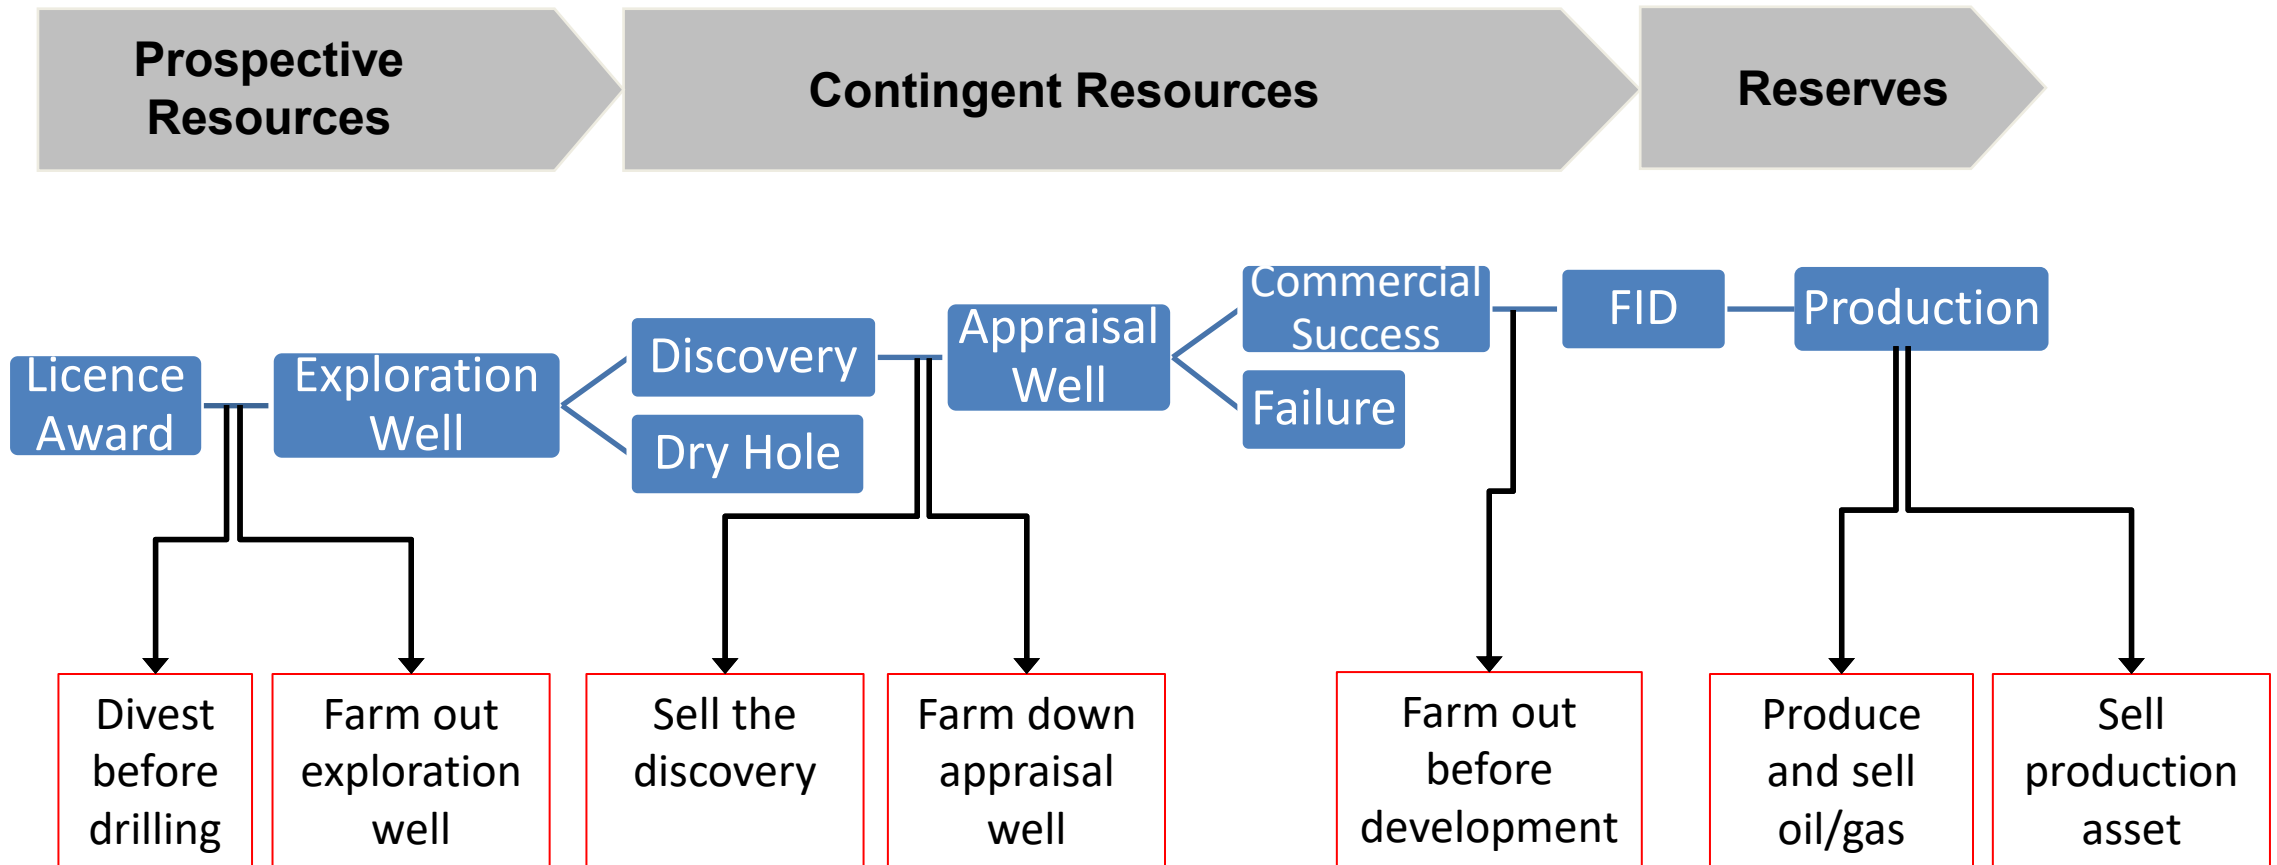 Prospective
Resources
Contingent Resources
Reserves
Licence
Award
Exploration
Well
Discovery
Dry Hole
Appraisal
Well
Commercial
Success
Failure
FID
Production
Divest
before
drilling
Farm out
exploration
well
Sell the
discovery
Farm down
appraisal
well
Farm out
before
development
Produce
and sell
oil/gas
Sell
production
asset